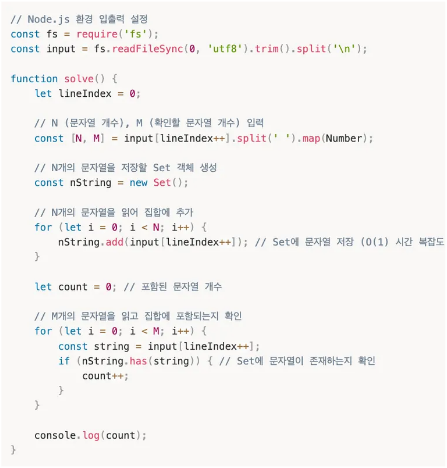 // Node.js 환경 입출력 설정
const fs = require('fs');
const input = fs.readFileSync(0, 'utf8').trim().split('\n');
function solve() {
let lineIndex = 0;
// N (문자열 개수), M (확인할 문자열 개수) 입력
const [N, M] = input[lineIndex++].split(' ').map(Number);
// N개의 문자열을 저장할 Set 객체 생성
const nString = new Set();
// N개의 문자열을 읽어 집합에 추가
for (let i = 0; i < N; i++) {
nString.add(input[lineIndex++]); // Set에 문자열 저장 (O(1) 시간 복잡도
}
let count = 0; // 포함된 문자열 개수
// M개의 문자열을 읽고 집합에 포함되는지 확인
for (let i = 0; i < M; i++) {
const string = input[lineIndex++];
if (nString.has(string)) { // Set에 문자열이 존재하는지 확인
count++;
}
}
console.log(count);
}